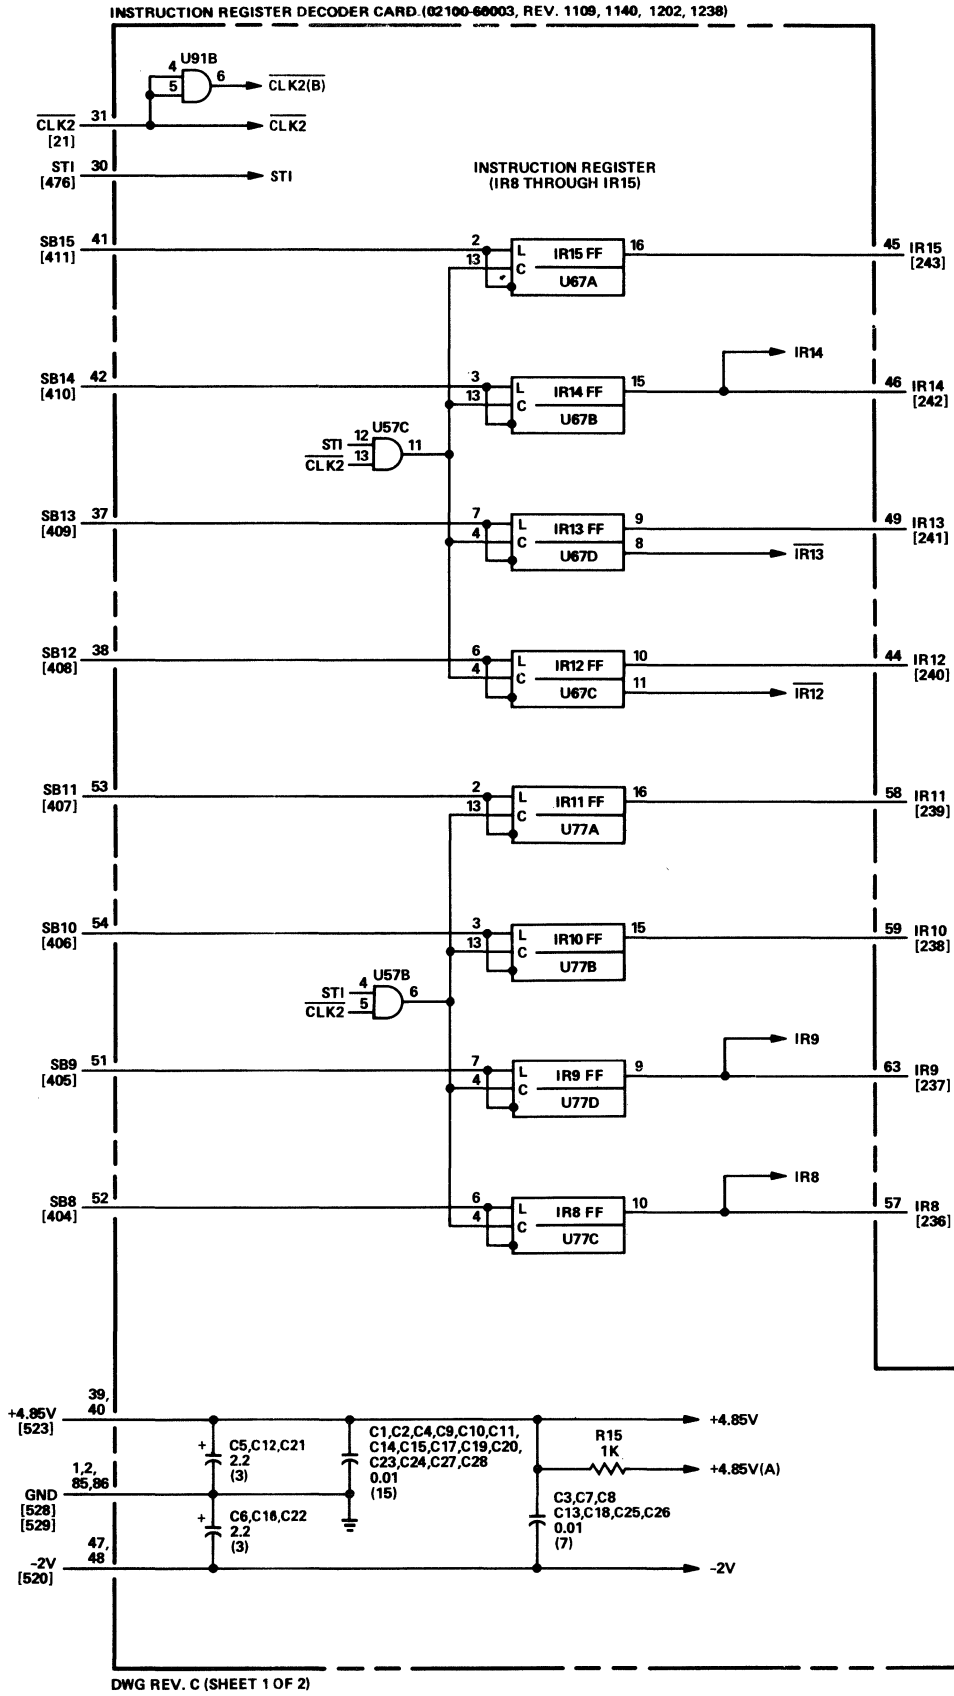 INSTRUCTION REGISTER DECODER CARD (02100-60003, REV. 1109, 1140, 1202, 1238)
U91B
4
5
6
CLK2(B)
CLK2
[21]
31
CLK2
STI
[476]
30
STI
INSTRUCTION REGISTER
(IR8 THROUGH IR15)
SB15
[411]
41
2
13
L
C
IR15 FF
U67A
16
45
IR15
[243]
IR14
SB14
[410]
42
3
13
L
C
IR14 FF
U67B
15
46
IR14
[242]
U57C
STI
12
CLK2
13
11
SB13
[409]
37
7
4
L
C
IR13 FF
U67D
9
8
IR13
49
IR13
[241]
SB12
[408]
38
6
4
L
C
IR12 FF
U67C
10
11
IR12
44
IR12
[240]
SB11
[407]
53
2
13
L
C
IR11 FF
U77A
16
58
IR11
[239]
SB10
[406]
54
3
13
L
C
IR10 FF
U77B
15
59
IR10
[238]
U57B
STI
4
CLK2
5
6
IR9
SB9
[405]
51
7
4
L
C
IR9 FF
U77D
9
63
IR9
[237]
IR8
SB8
[404]
52
6
4
L
C
IR8 FF
U77C
10
57
IR8
[236]
+4.85V
[523]
39,
40
+4.85V
+
C5,C12,C21
2.2
(3)
C1,C2,C4,C9,C10,C11,
C14,C15,C17,C19,C20,
C23,C24,C27,C28
0.01
(15)
R15
1K
+4.85V(A)
1,2,
85,86
GND
[528]
[529]
+
C6,C16,C22
2.2
(3)
C3,C7,C8
C13,C18,C25,C26
0.01
(7)
47,
48
-2V
[520]
-2V
DWG REV. C (SHEET 1 OF 2)